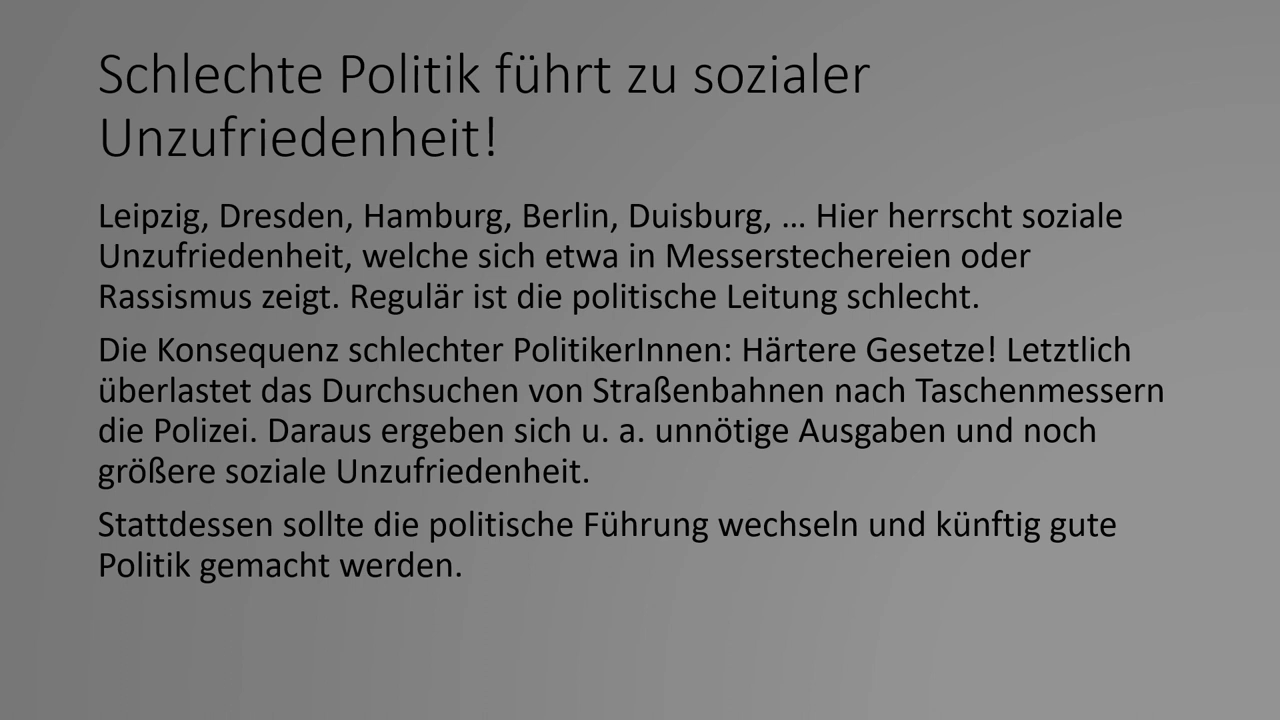 Schlechte Politik führt zu sozialer
Unzufriedenheit!
Leipzig, Dresden, Hamburg, Berlin, Duisburg, … Hier herrscht soziale
Unzufriedenheit, welche sich etwa in Messerstechereien oder
Rassismus zeigt. Regulär ist die politische Leitung schlecht.
Die Konsequenz schlechter PolitikerInnen: Härtere Gesetze! Letztlich
überlastet das Durchsuchen von Straßenbahnen nach Taschenmessern
die Polizei. Daraus ergeben sich u. a. unnötige Ausgaben und noch
größere soziale Unzufriedenheit.
Stattdessen sollte die politische Führung wechseln und künftig gute
Politik gemacht werden.